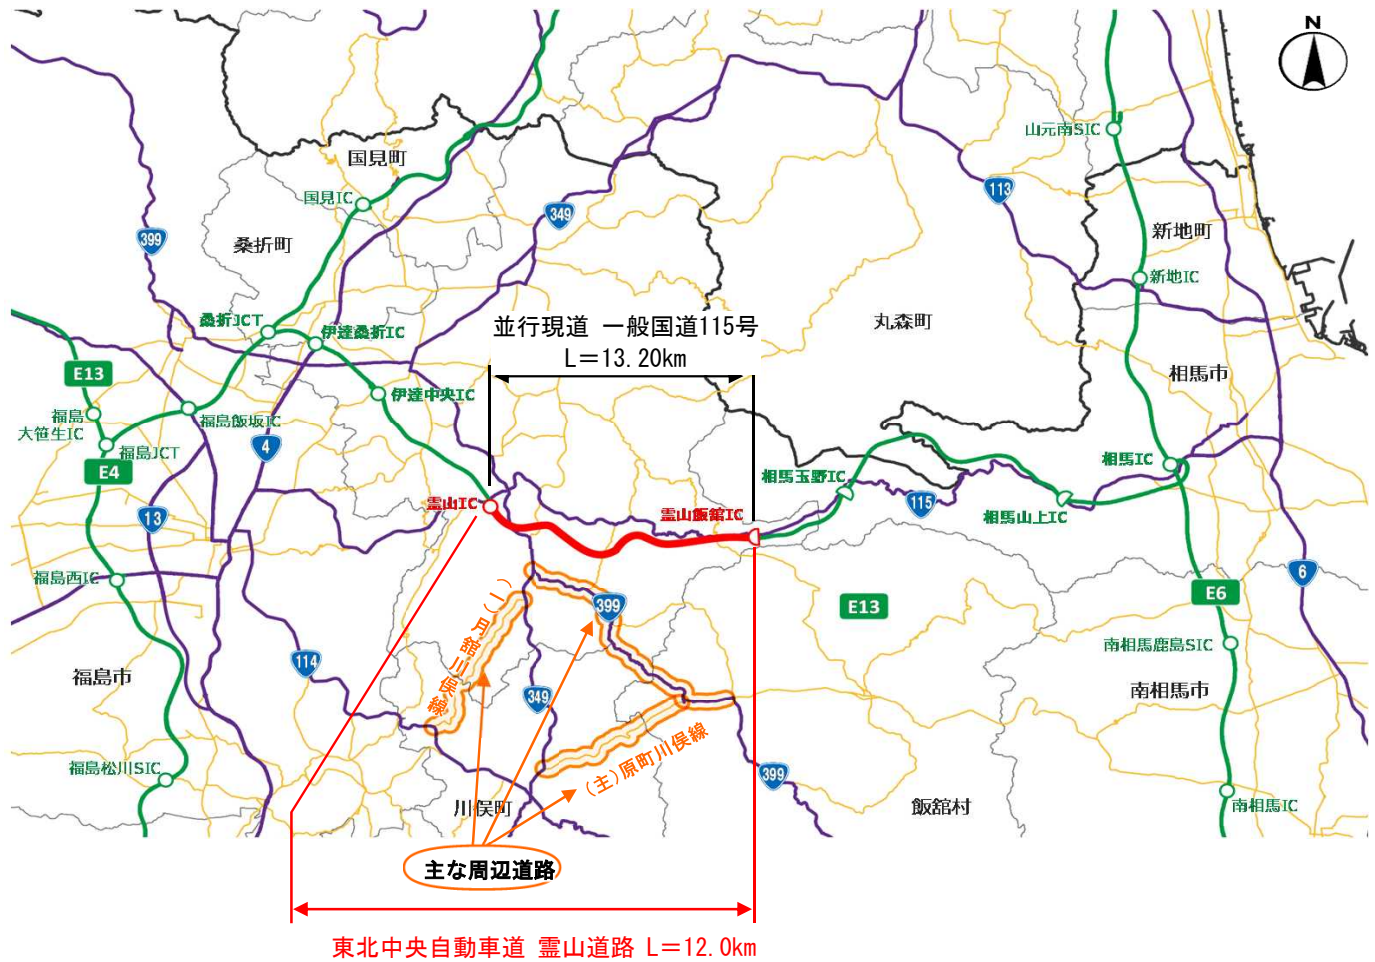 N
山元南SIC
国見町
国見IC
113
349
399
桑折町
新地町
新地IC
桑折JCT
伊達桑折IC
並行現道 一般国道115号
L=13.20km
丸森町
E13
相馬市
伊達中央IC
福島
大笹生IC
福島飯坂IC
4
福島JCT
E4
相馬IC
相馬玉野IC
霊山IC
霊山飯舘IC
115
相馬山上IC
13
福島西IC
6
E6
399
E13
(一)月舘川俣線
南相馬鹿島SIC
114
福島市
349
南相馬市
(主)原町川俣線
福島松川SIC
399
川俣町
飯舘村
南相馬IC
主な周辺道路
東北中央自動車道 霊山道路 L=12.0km